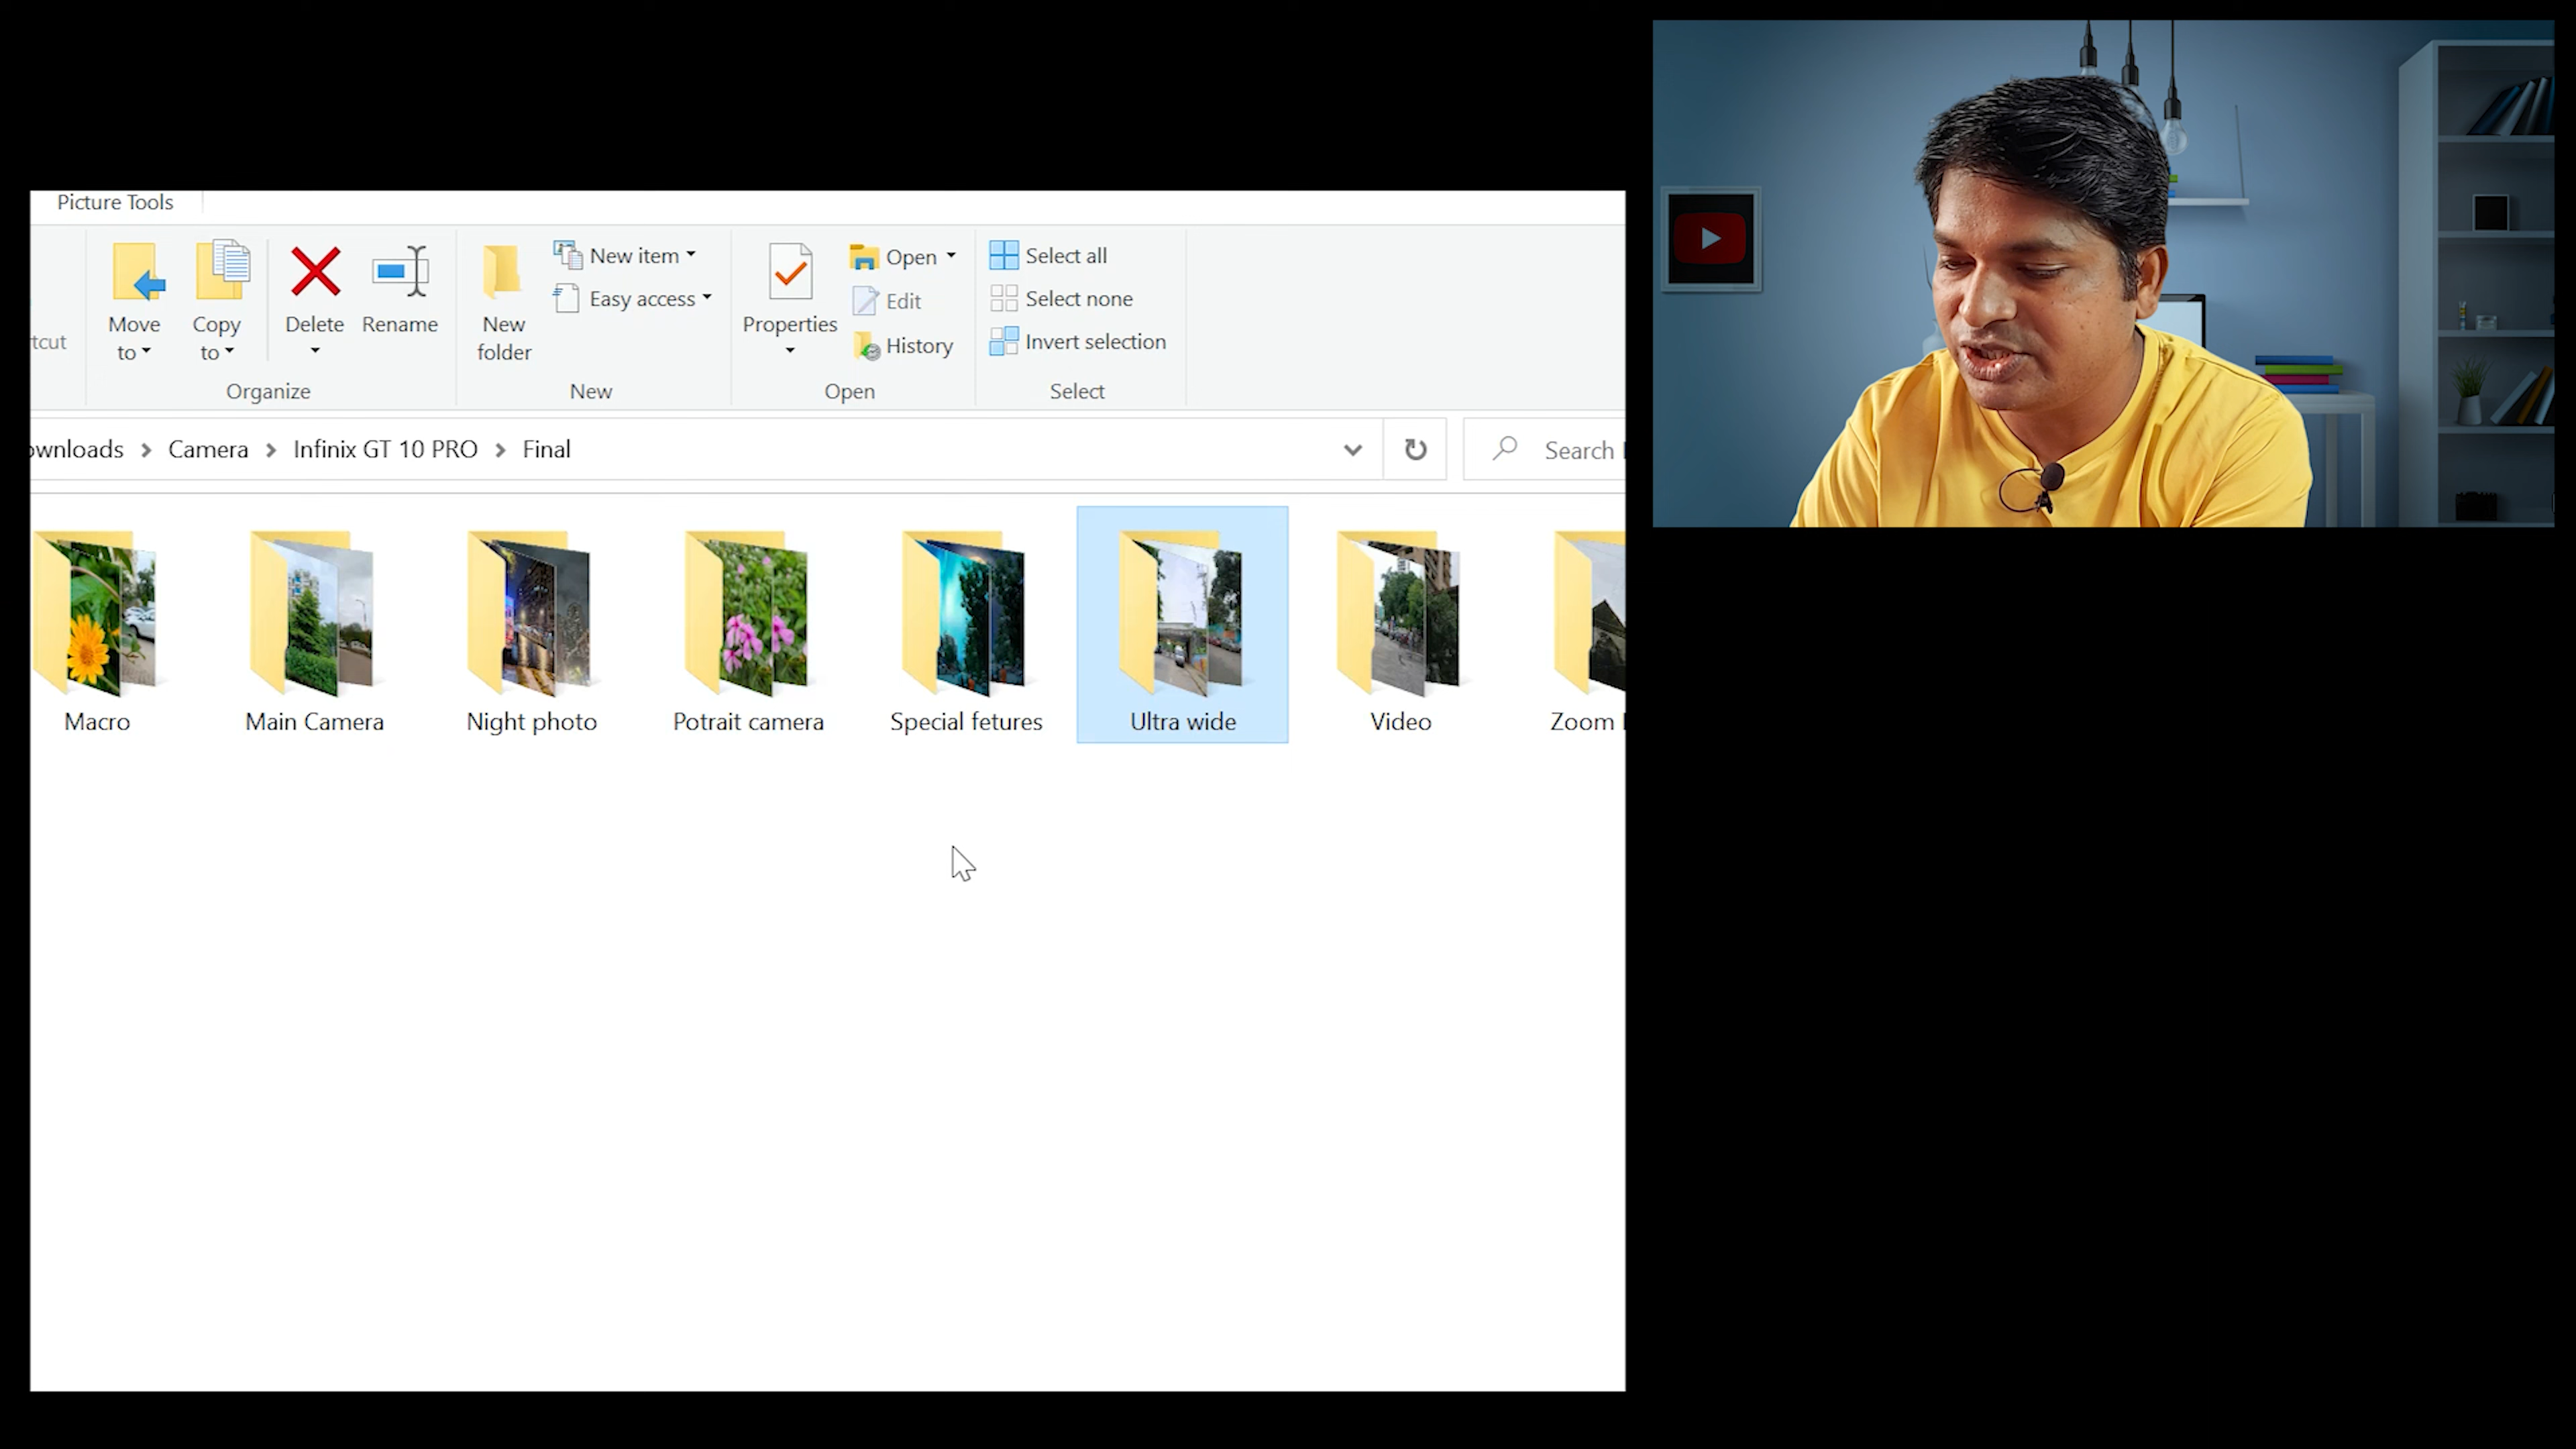 Picture Tools
rtcut
Move to
Copy to
Delete
Rename
New folder
New item
Easy access
Properties
Open
Edit
History
Select all
Select none
Invert selection
Organize
New
Open
Select
ownloads > Camera > Infinix GT 10 PRO > Final
Search
Macro
Main Camera
Night photo
Potrait camera
Special fetures
Ultra wide
Video
Zoom